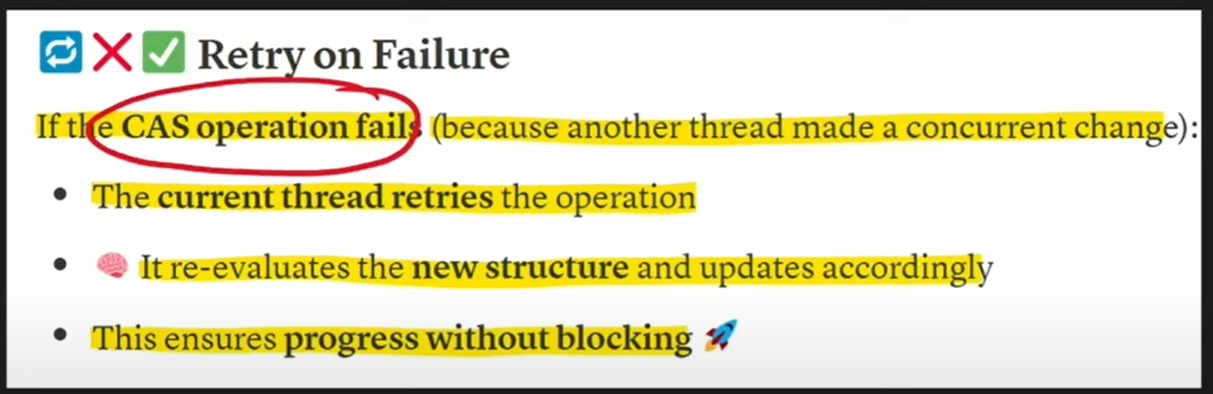 Retry on Failure
If the CAS operation fails (because another thread made a concurrent change):
• The current thread retries the operation
• It re-evaluates the new structure and updates accordingly
• This ensures progress without blocking